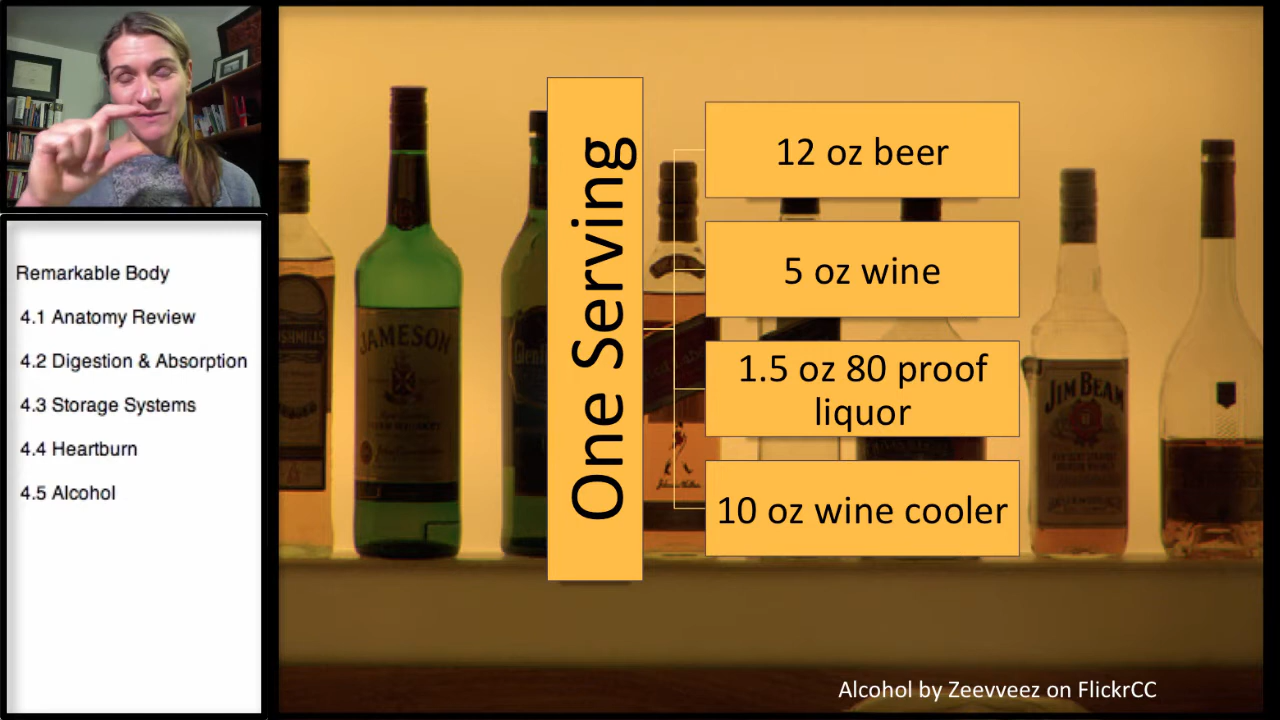 Remarkable Body
4.1 Anatomy Review
4.2 Digestion & Absorption
4.3 Storage Systems
4.4 Heartburn
4.5 Alcohol
One Serving
12 oz beer
5 oz wine
1.5 oz 80 proof
liquor
10 oz wine cooler
JAMESON
JIM BEAM
Alcohol by Zeevveez on FlickrCC